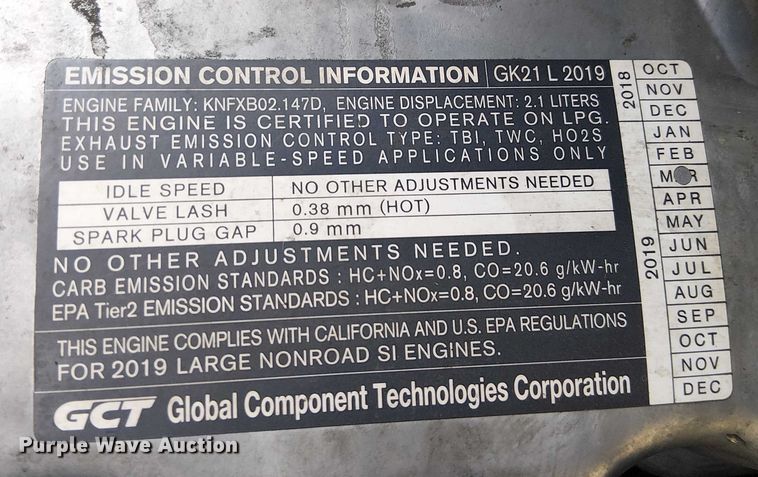 EMISSION CONTROL INFORMATION GK21 L 2019
ENGINE FAMILY: KNFXB02.147D, ENGINE DISPLACEMENT: 2.1 LITERS
THIS ENGINE IS CERTIFIED TO OPERATE ON LPG.
EXHAUST EMISSION CONTROL TYPE: TBI, TWC, HO2S
USE IN VARIABLE-SPEED APPLICATIONS ONLY
IDLE SPEED NO OTHER ADJUSTMENTS NEEDED
VALVE LASH 0.38 mm (HOT)
SPARK PLUG GAP 0.9 mm
NO OTHER ADJUSTMENTS NEEDED.
CARB EMISSION STANDARDS : HC+NOx=0.8, CO=20.6 g/kW-hr
EPA Tier2 EMISSION STANDARDS : HC+NOx=0.8, CO=20.6 g/kW-hr
THIS ENGINE COMPLIES WITH CALIFORNIA AND U.S. EPA REGULATIONS
FOR 2019 LARGE NONROAD SI ENGINES.
GCT Global Component Technologies Corporation
2018
OCT
NOV
DEC
2019
JAN
FEB
MAR
APR
MAY
JUN
JUL
AUG
SEP
OCT
NOV
DEC
Purple Wave Auction